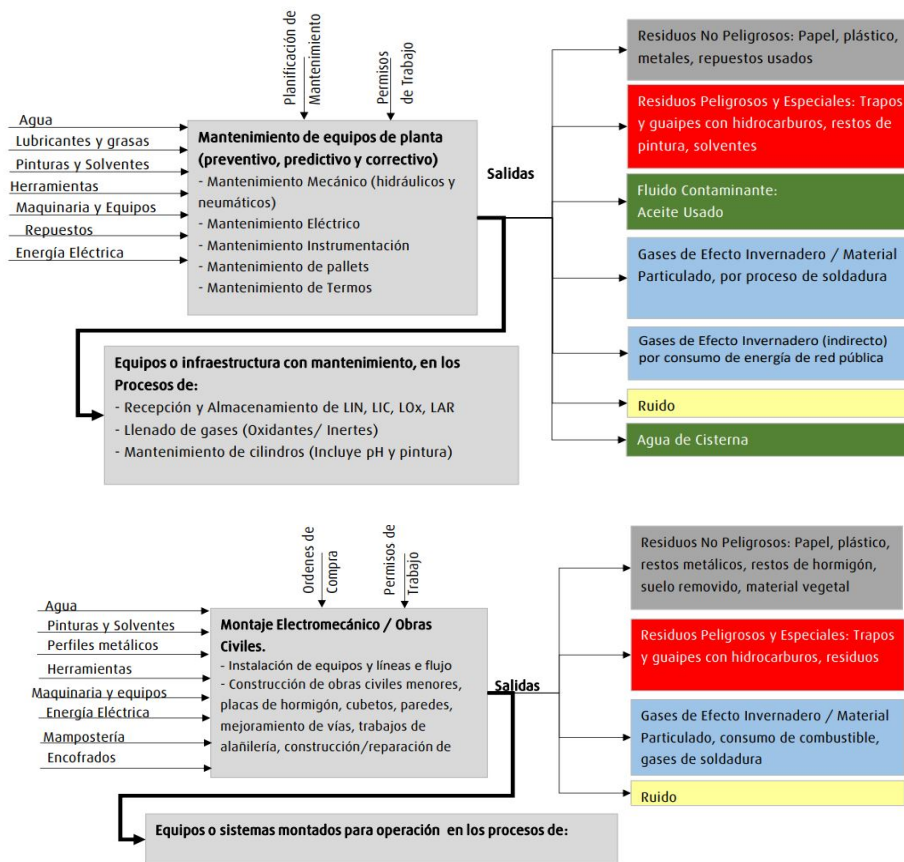 Planificación de
Mantenimiento
Permisos
de Trabajo
Agua
Lubricantes y grasas
Pinturas y Solventes
Herramientas
Maquinaria y Equipos
Repuestos
Energía Eléctrica
Mantenimiento de equipos de planta
(preventivo, predictivo y correctivo)
- Mantenimiento Mecánico (hidráulicos y
neumáticos)
- Mantenimiento Eléctrico
- Mantenimiento Instrumentación
- Mantenimiento de pallets
- Mantenimiento de Termos
Salidas
Residuos No Peligrosos: Papel, plástico,
metales, repuestos usados
Residuos Peligrosos y Especiales: Trapos
y guaipes con hidrocarburos, restos de
pintura, solventes
Fluido Contaminante:
Aceite Usado
Gases de Efecto Invernadero / Material
Particulado, por proceso de soldadura
Gases de Efecto Invernadero (indirecto)
por consumo de energía de red pública
Ruido
Agua de Cisterna
Equipos o infraestructura con mantenimiento, en los
Procesos de:
- Recepción y Almacenamiento de LIN, LIC, LOx, LAR
- Llenado de gases (Oxidantes/ Inertes)
- Mantenimiento de cilindros (Incluye pH y pintura)
Ordenes de
Compra
Permisos de
Trabajo
Agua
Pinturas y Solventes
Perfiles metálicos
Herramientas
Maquinaria y equipos
Energía Eléctrica
Mampostería
Encofrados
Montaje Electromecánico / Obras
Civiles.
- Instalación de equipos y líneas e flujo
- Construcción de obras civiles menores,
placas de hormigón, cubetos, paredes,
mejoramiento de vías, trabajos de
alañilería, construcción/reparación de
Salidas
Residuos No Peligrosos: Papel, plástico,
restos metálicos, restos de hormigón,
suelo removido, material vegetal
Residuos Peligrosos y Especiales: Trapos
y guaipes con hidrocarburos, residuos
Gases de Efecto Invernadero / Material
Particulado, consumo de combustible,
gases de soldadura
Ruido
Equipos o sistemas montados para operación en los procesos de: